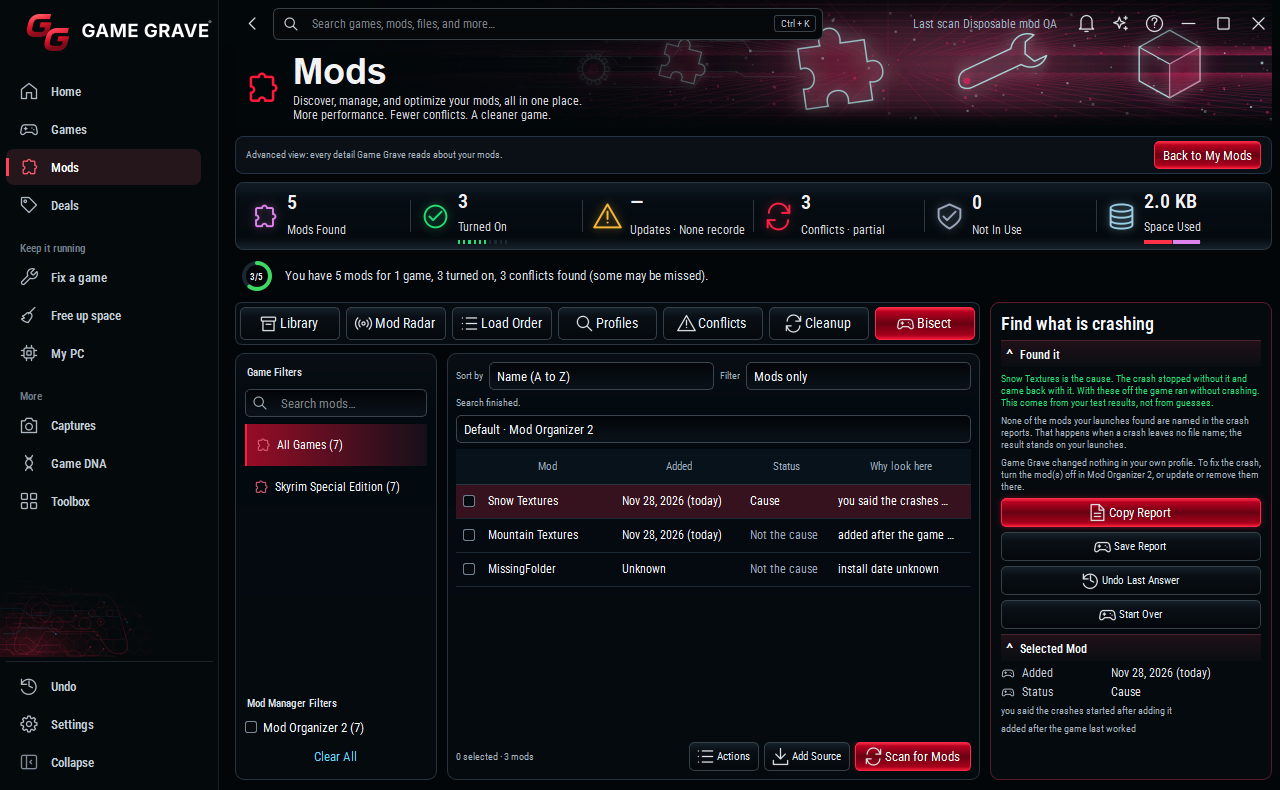 GAME GRAVE
Search games, mods, files, and more...
Ctrl + K
Last scan Disposable mod QA
Home
Games
Mods
Deals
Keep it running
Fix a game
Free up space
My PC
More
Captures
Game DNA
Toolbox
Undo
Settings
Collapse
Mods
Discover, manage, and optimize your mods, all in one place.
More performance. Fewer conflicts. A cleaner game.
Advanced view: every detail Game Grave reads about your mods.
Back to My Mods
5
Mods Found
3
Turned On
—
Updates · None recorde
3
Conflicts · partial
0
Not In Use
2.0 KB
Space Used
3/5
You have 5 mods for 1 game, 3 turned on, 3 conflicts found (some may be missed).
Library
Mod Radar
Load Order
Profiles
Conflicts
Cleanup
Bisect
Game Filters
Search mods...
All Games (7)
Skyrim Special Edition (7)
Mod Manager Filters
Mod Organizer 2 (7)
Clear All
Sort by
Name (A to Z)
Filter
Mods only
Search finished.
Default · Mod Organizer 2
Mod Added Status Why look here
Snow Textures Nov 28, 2026 (today) Cause you said the crashes ...
Mountain Textures Nov 28, 2026 (today) Not the cause added after the game ...
MissingFolder Unknown Not the cause install date unknown
0 selected · 3 mods
Actions
Add Source
Scan for Mods
Find what is crashing
Found it
Snow Textures is the cause. The crash stopped without it and
came back with it. With these off the game ran without crashing.
This comes from your test results, not from guesses.
None of the mods your launches found are named in the crash
reports. That happens when a crash leaves no file name; the
result stands on your launches.
Game Grave changed nothing in your own profile. To fix the crash,
turn the mod(s) off in Mod Organizer 2, or update or remove them
there.
Copy Report
Save Report
Undo Last Answer
Start Over
Selected Mod
Added Nov 28, 2026 (today)
Status Cause
you said the crashes started after adding it
added after the game last worked